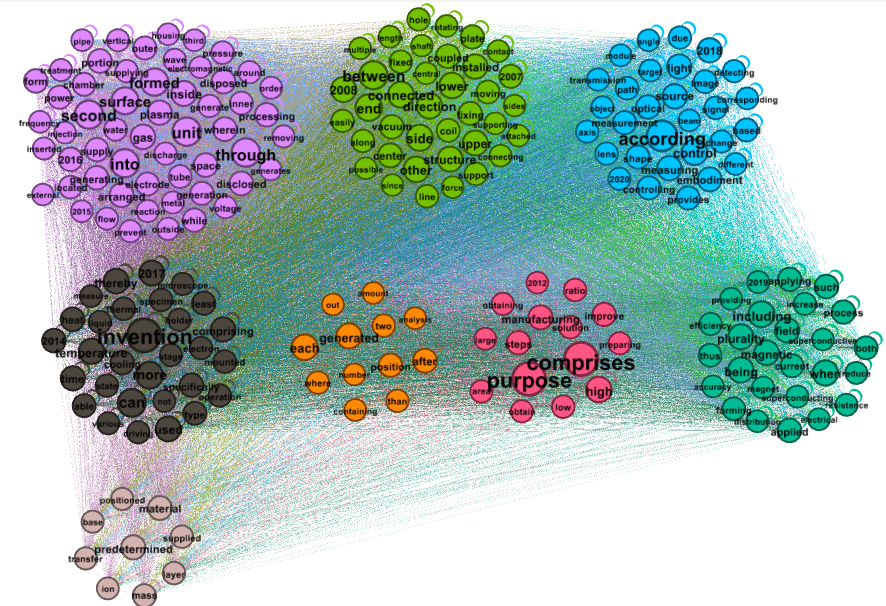 pipe
vertical
housing
third
outer
pressure
form
treatment
portion
wave
electromagnetic
supplying
around
power
chamber
formed
disposed
inside
order
surface
generate
inner
second
plasma
frequency
water
unit
wherein
processing
injection
gas
removing
inserted
2016
supply
discharge
through
into
space
generates
generating
electrode
tube
disclosed
external
located
arranged
generation
metal
2015
flow
reaction
voltage
while
prevent
outside
hole
rotating
length
plate
multiple
shaft
contact
fixed
coupled
installed
between
central
2007
2008
lower
connected
moving
end
direction
sides
easily
fixing
vacuum
coil
supporting
attached
along
side
upper
center
structure
connecting
possible
other
support
since
force
line
angle
due
2018
module
target
light
detecting
transmission
image
path
source
corresponding
object
optical
signal
measurement
beam
axis
according
change
based
lens
control
shape
different
measuring
2020
embodiment
controlling
provides
thereby
2017
microscope
measure
specimen
least
thermal
heat
liquid
holder
2014
invention
comprising
temperature
stage
electron
cooling
mounted
time
more
state
specifically
operation
able
can
not
type
various
driving
used
amount
out
two
analysis
generated
each
position
after
number
where
containing
than
2012
ratio
obtaining
manufacturing
improve
solution
large
steps
preparing
comprises
purpose
area
high
obtain
low
2019
applying
such
providing
increase
process
including
efficiency
field
plurality
superconductive
both
thus
magnetic
current
being
when
reduce
accuracy
magnet
superconducting
forming
resistance
distribution
electrical
applied
positioned
material
base
predetermined
supplied
transfer
layer
ion
mass